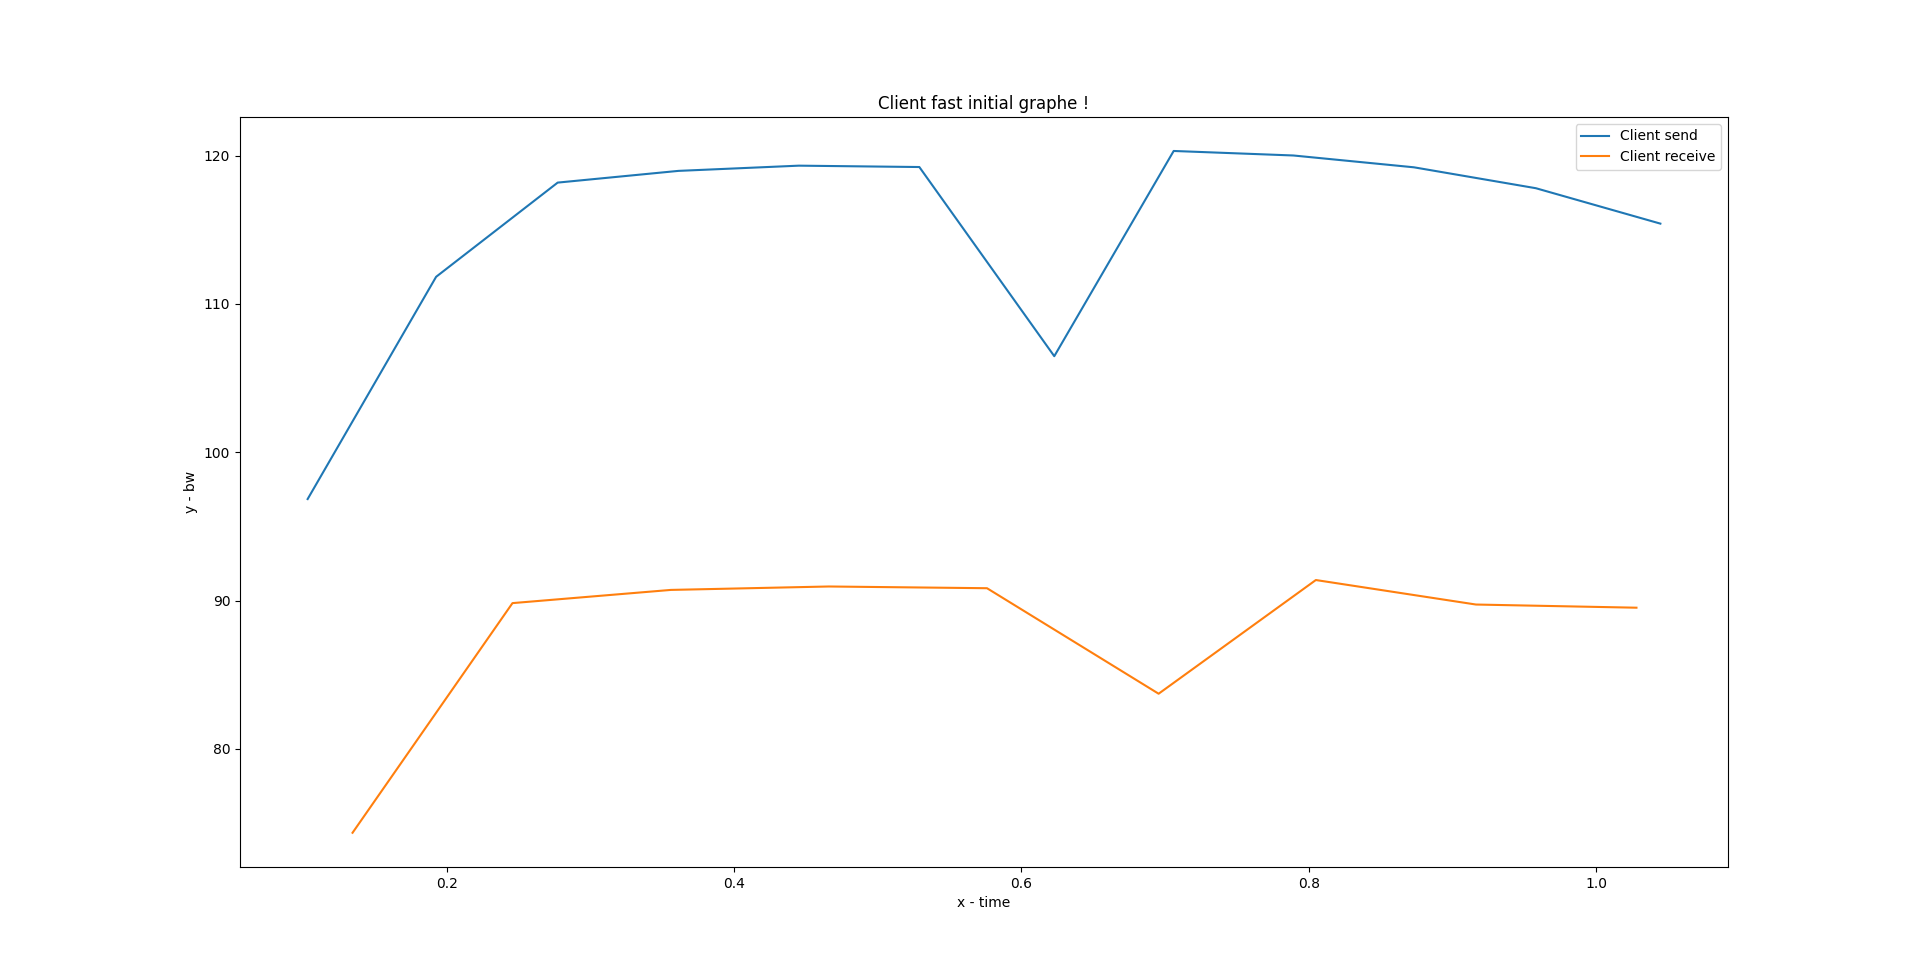 Client fast initial graphe !
Client send
Client receive
120
110
100
90
80
y - bw
0.2
0.4
0.6
0.8
1.0
x - time